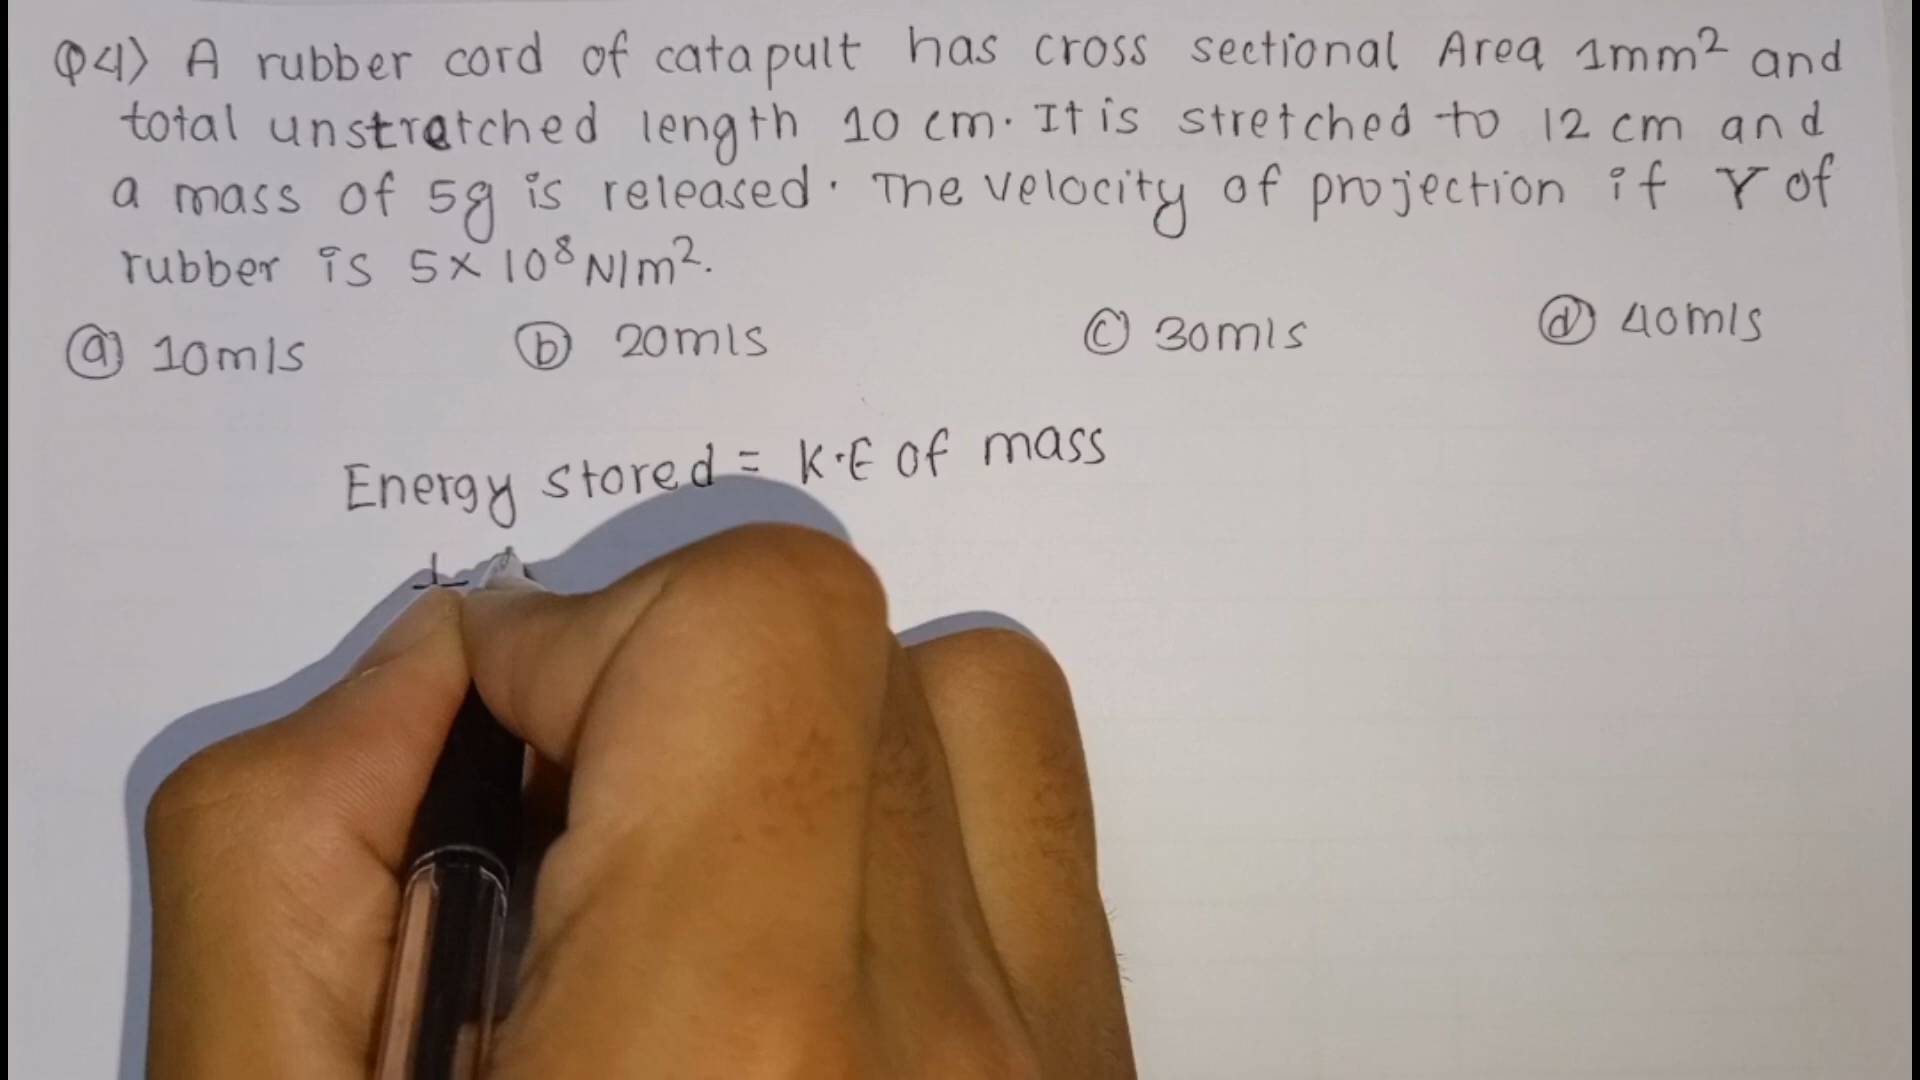 Q4) A rubber cord of catapult has cross sectional Area 1mm² and
total unstretched length 10 cm. It is stretched to 12 cm and
a mass of 5g is released. The velocity of projection if Y of
rubber is 5×10⁸ N/m².
ⓐ 10m/s ⓑ 20m/s ⓒ 30m/s ⓓ 40m/s
Energy stored = K.E of mass